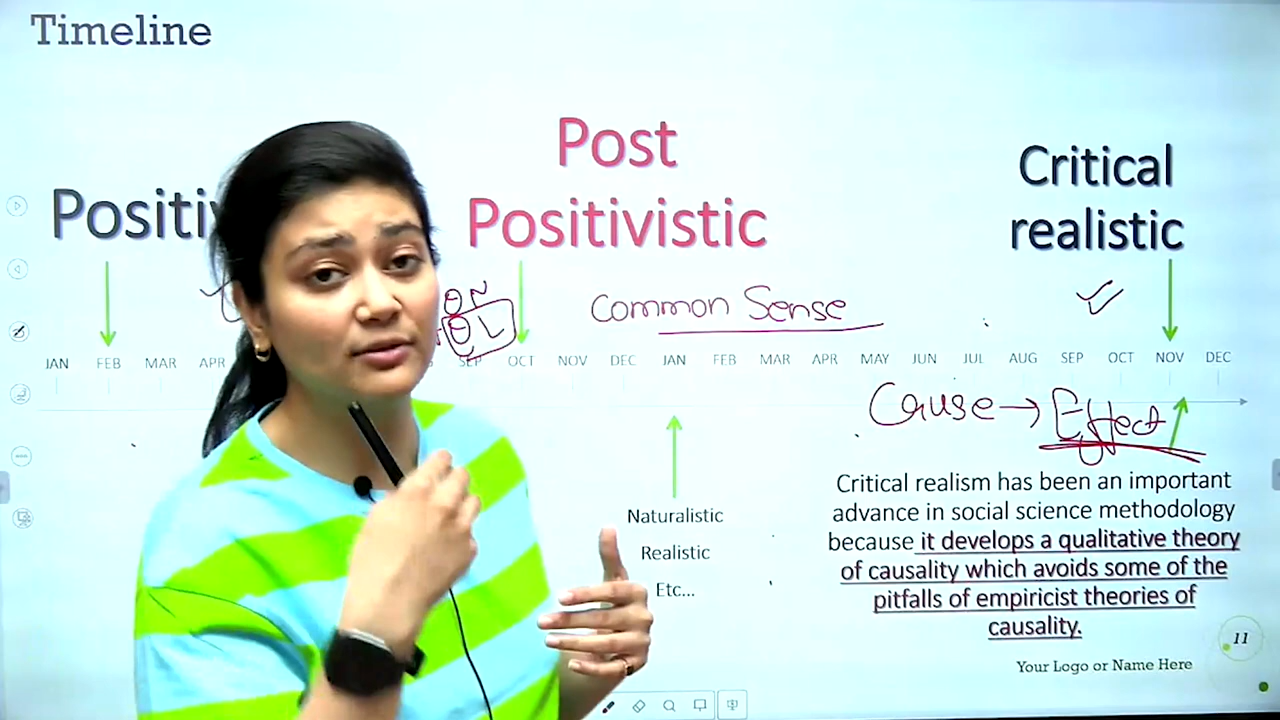 Timeline
Post
Positivistic
Critical
realistic
QN
QL
Common Sense
JAN FEB MAR APR SEP OCT NOV DEC JAN FEB MAR APR MAY JUN JUL AUG SEP OCT NOV DEC
Cause → Effect
Naturalistic
Realistic
Etc...
Critical realism has been an important
advance in social science methodology
because it develops a qualitative theory
of causality which avoids some of the
pitfalls of empiricist theories of
causality.
11
Your Logo or Name Here